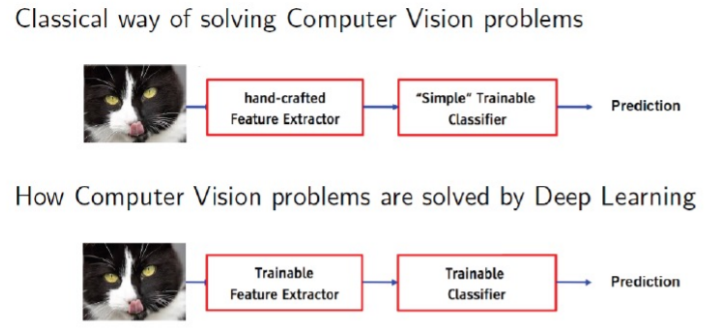 Classical way of solving Computer Vision problems
hand-crafted
Feature Extractor
"Simple" Trainable
Classifier
Prediction
How Computer Vision problems are solved by Deep Learning
Trainable
Feature Extractor
Trainable
Classifier
Prediction